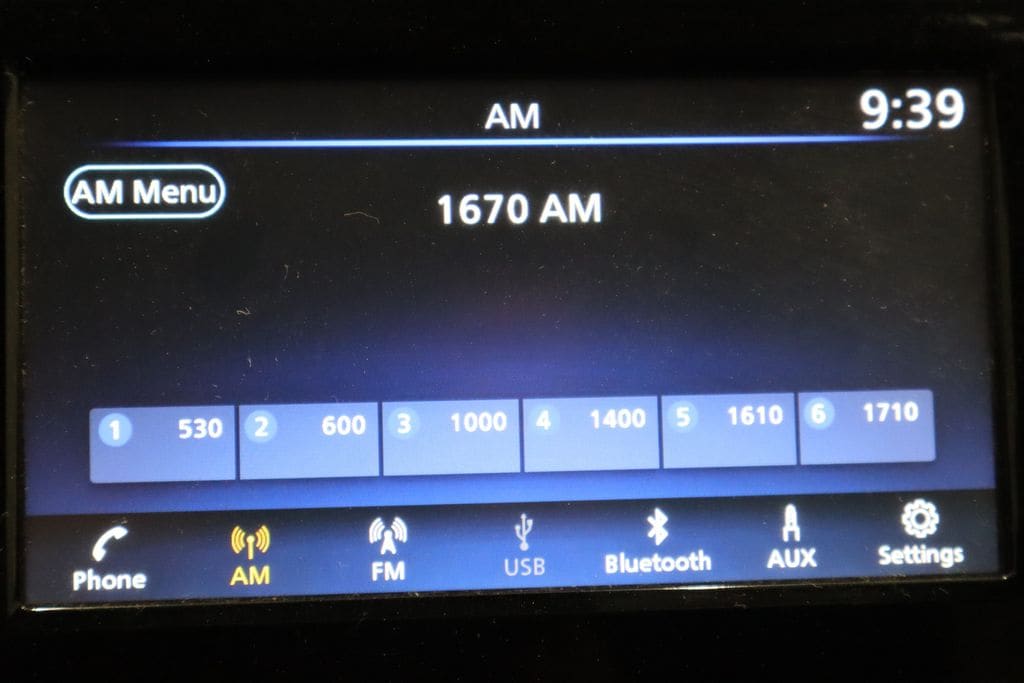 AM
9:39
AM Menu
1670 AM
1 530 2 600 3 1000 4 1400 5 1610 6 1710
Phone AM FM USB Bluetooth AUX Settings